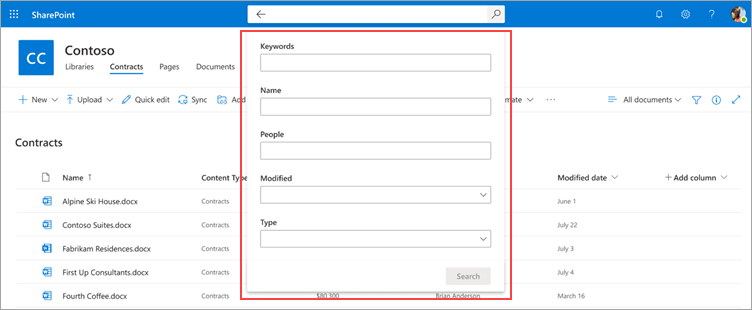 SharePoint
CC
Contoso
Libraries Contracts Pages Documents
New Upload Quick edit Sync Add ... All documents
Keywords
Name
People
Modified
Type
Search
Contracts
Name Content Modified date Add column
Alpine Ski House.docx Contracts June 1
Contoso Suites.docx Contracts July 22
Fabrikam Residences.docx Contracts July 3
First Up Consultants.docx Contracts July 4
Fourth Coffee.docx Contracts $80,300 Brian Anderson March 16